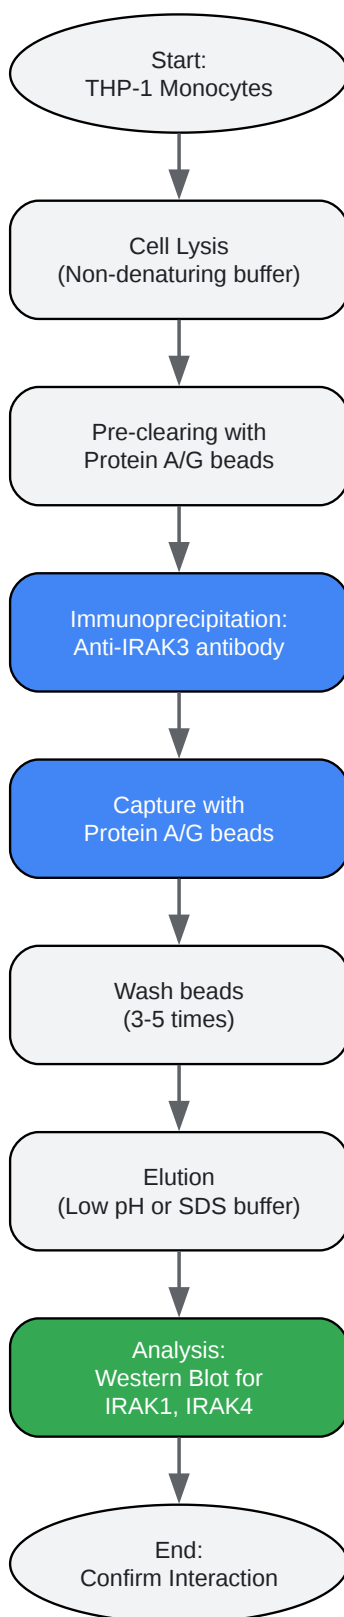 Start:
THP-1 Monocytes
Cell Lysis
(Non-denaturing buffer)
Pre-clearing with
Protein A/G beads
Immunoprecipitation:
Anti-IRAK3 antibody
Capture with
Protein A/G beads
Wash beads
(3-5 times)
Elution
(Low pH or SDS buffer)
Analysis:
Western Blot for
IRAK1, IRAK4
End:
Confirm Interaction